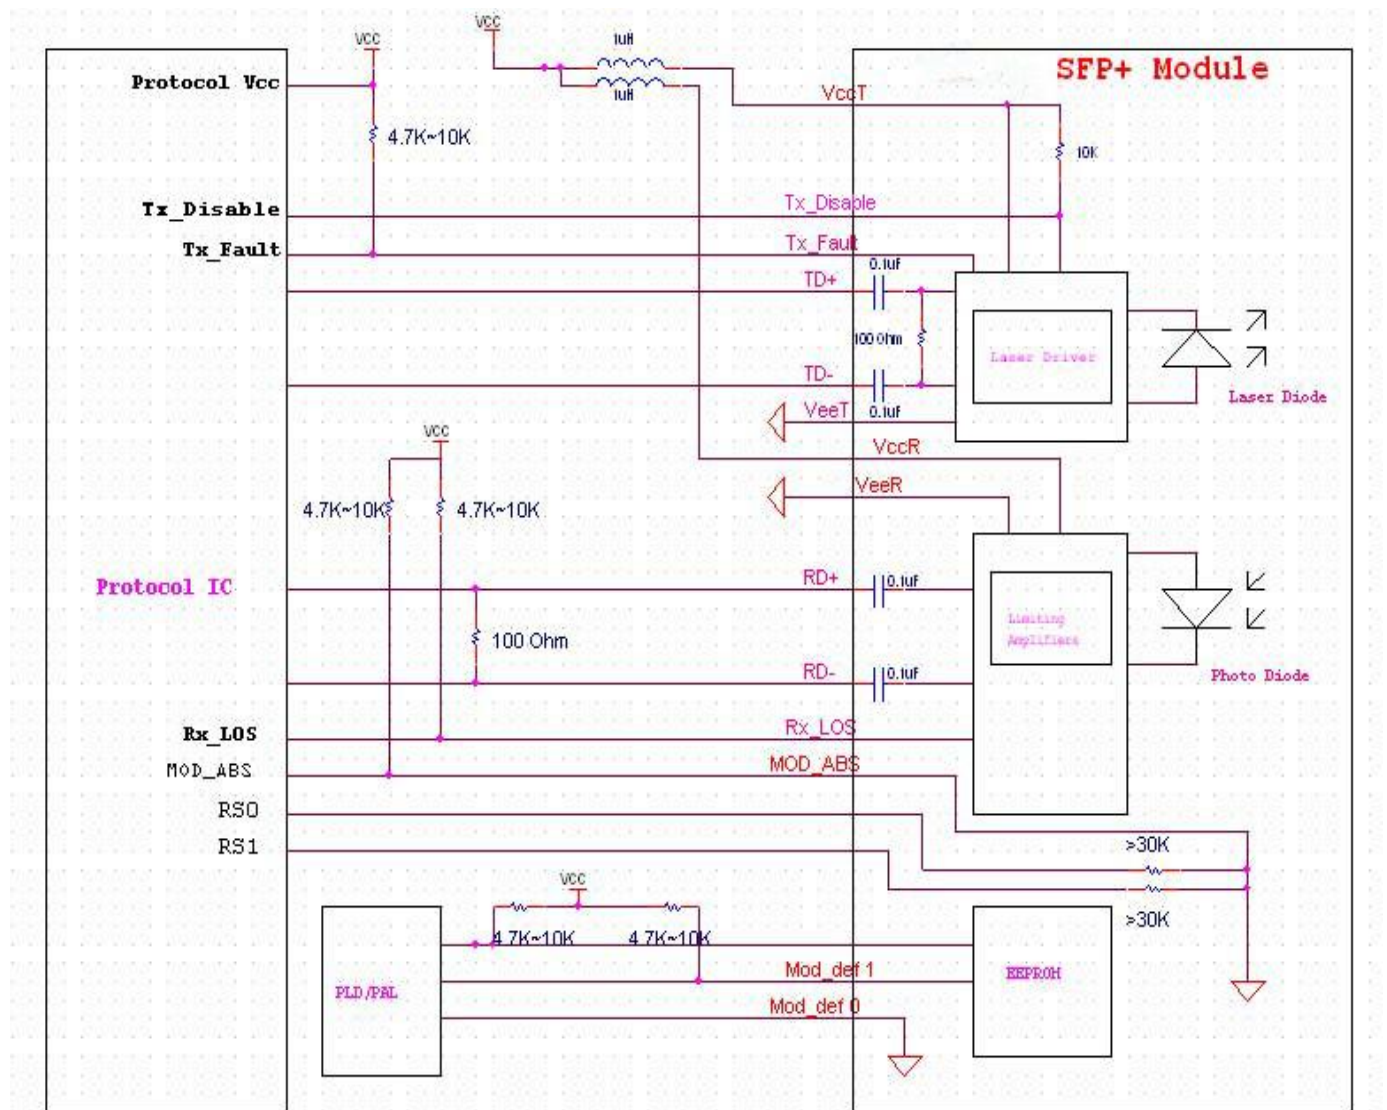 VCC
VCC
1uH
SFP+ Module
Protocol Vcc
1uH
VccT
4.7K~10K
10K
Tx_Disable
Tx_Disable
Tx_Fault
Tx_Fault
0.1uf
TD+
100 Ohm
Laser Driver
TD-
Laser Diode
VeeT
0.1uf
VCC
VccR
VeeR
4.7K~10K
4.7K~10K
Protocol IC
RD+
0.1uf
Limiting
Amplifiers
100 Ohm
RD-
0.1uf
Photo Diode
Rx_LOS
Rx_LOS
MOD_ABS
MOD_ABS
RS0
RS1
>30K
VCC
>30K
4.7K~10K
4.7K~10K
Mod_def 1
EEPROM
PLD/PAL
Mod_def 0